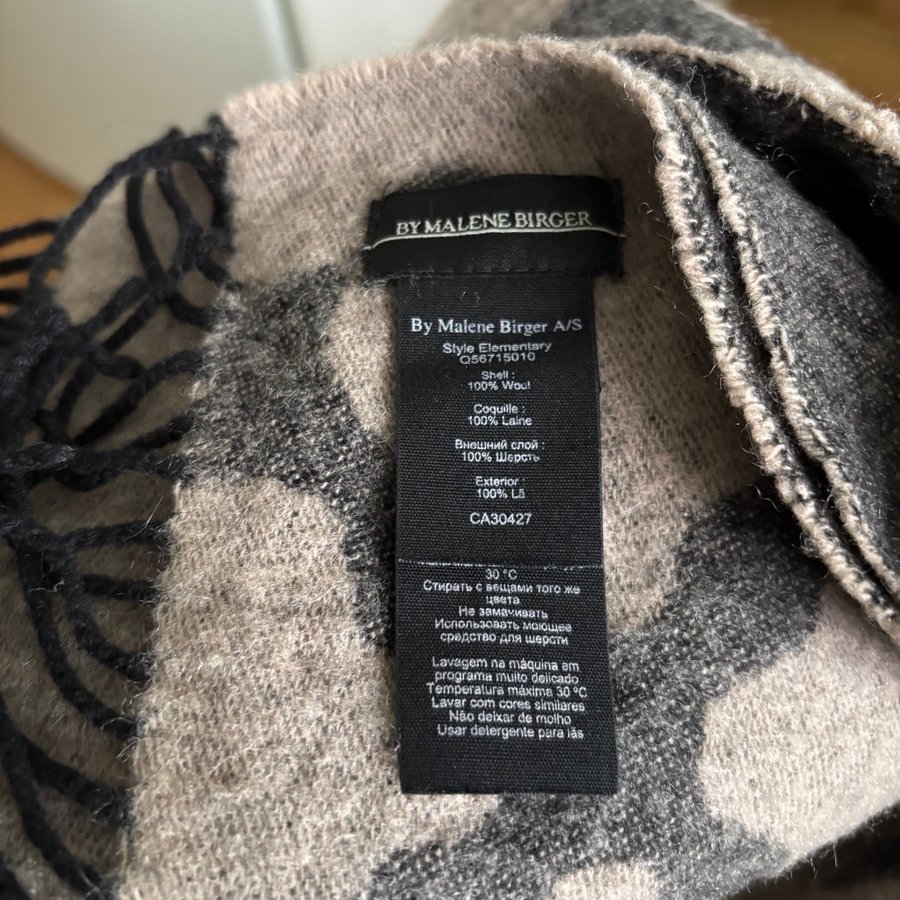 BY MALENE BIRGER
By Malene Birger A/S
Style Elementary
Q56715010
Shell :
100% Wool
Coquille :
100% Laine
Внешний слой :
100% Шерсть
Exterior :
100% Lã
CA30427
30 °C
Стирать с вещами того же
цвета
Не замачивать
Использовать моющее
средство для шерсти
Lavagem na máquina em
programa muito delicado
Temperatura máxima 30 ºC
Lavar com cores similares
Não deixar de molho
Usar detergente para lãs